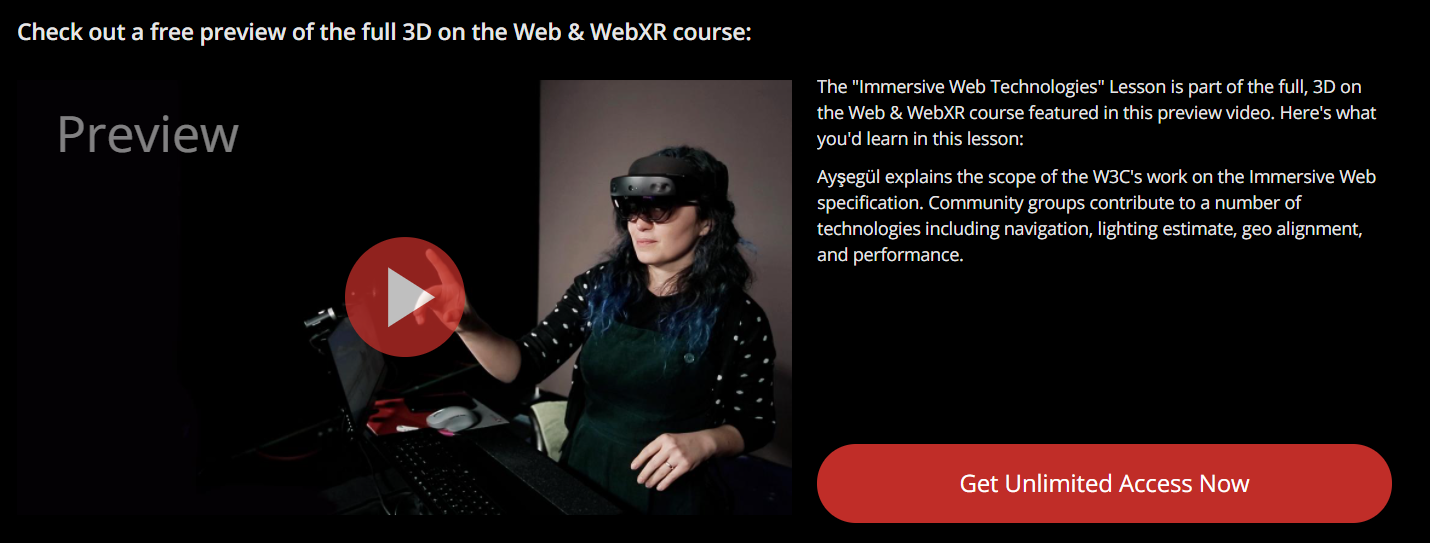 Check out a free preview of the full 3D on the Web & WebXR course:
Preview
The "Immersive Web Technologies" Lesson is part of the full, 3D on
the Web & WebXR course featured in this preview video. Here's what
you'd learn in this lesson:
Ayşegül explains the scope of the W3C's work on the Immersive Web
specification. Community groups contribute to a number of
technologies including navigation, lighting estimate, geo alignment,
and performance.
Get Unlimited Access Now